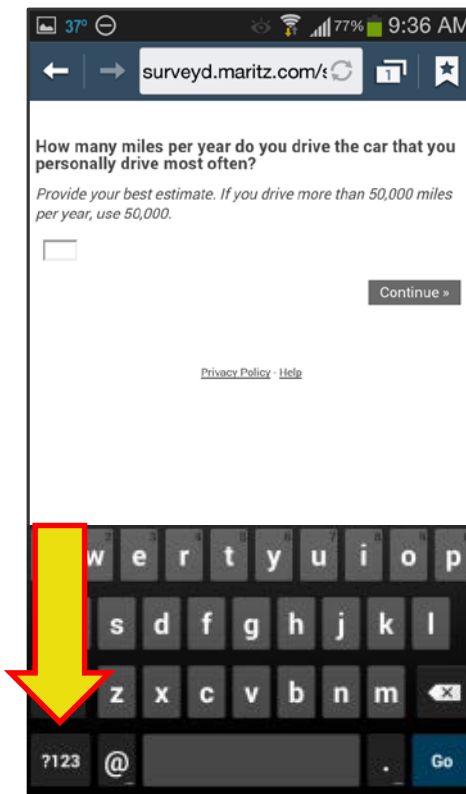 37° 77% 9:36 AM
surveyd.maritz.com/s 1
How many miles per year do you drive the car that you
personally drive most often?
Provide your best estimate. If you drive more than 50,000 miles
per year, use 50,000.
Continue »
Privacy Policy - Help
w e r t y u i o p
s d f g h j k l
z x c v b n m
?123 @ . Go